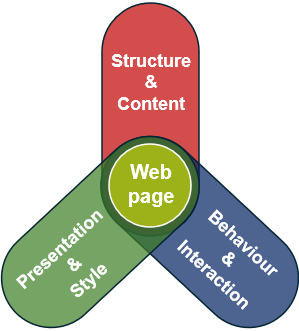 Structure
&
Content
Web
page
Presentation
&
Style
Behaviour
&
Interaction